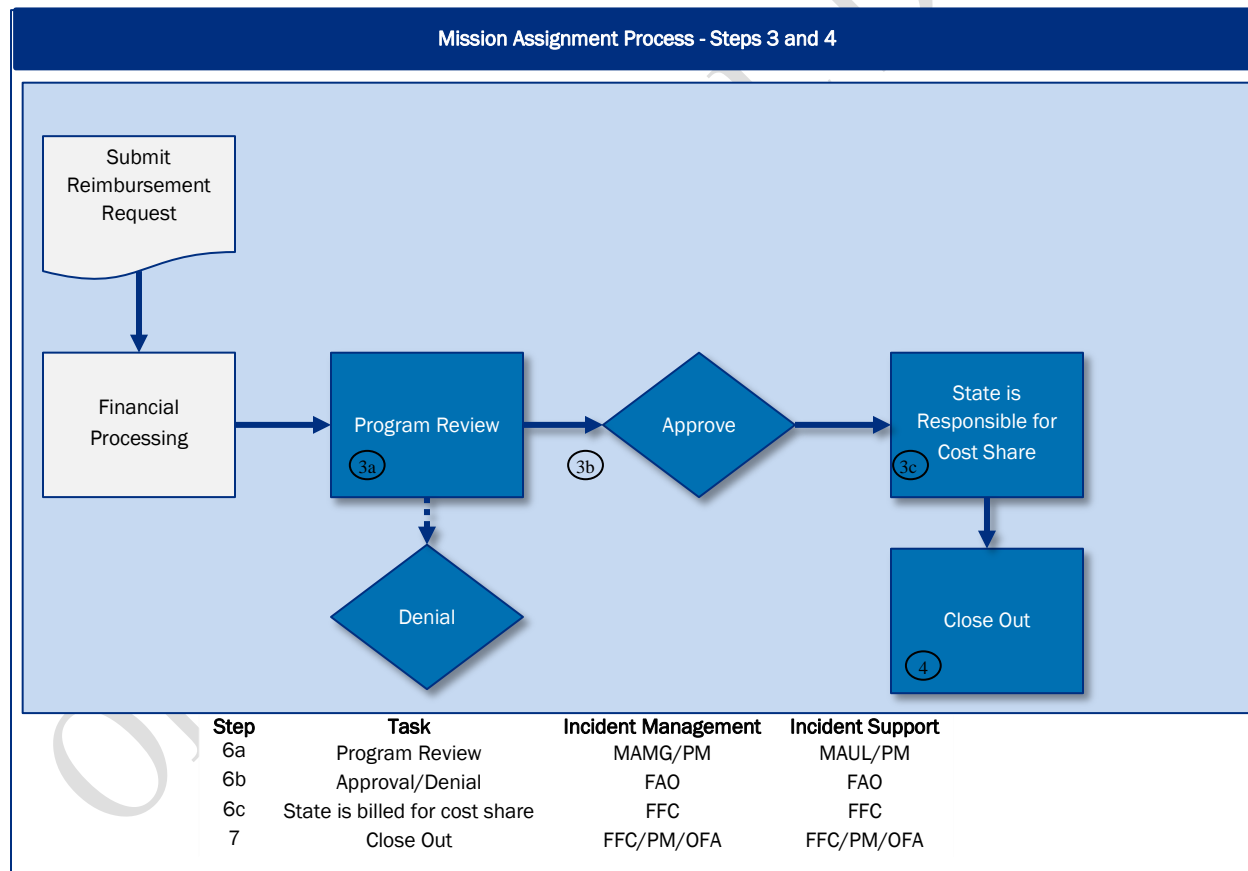 Mission Assignment Process - Steps 3 and 4
Submit
Reimbursement
Request
Financial
Processing
Program Review
3a
3b
Approve
State is
Responsible for
Cost Share
3c
Denial
Close Out
4
Step Task Incident Management Incident Support
6a Program Review MAMG/PM MAUL/PM
6b Approval/Denial FAO FAO
6c State is billed for cost share FFC FFC
7 Close Out FFC/PM/OFA FFC/PM/OFA